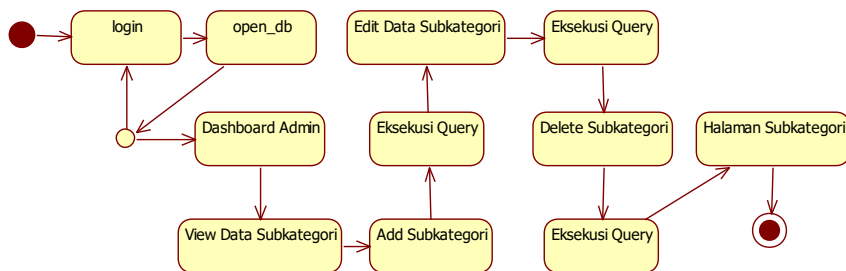 login
open_db
Edit Data Subkategori
Eksekusi Query
Dashboard Admin
Eksekusi Query
Delete Subkategori
Halaman Subkategori
View Data Subkategori
Add Subkategori
Eksekusi Query